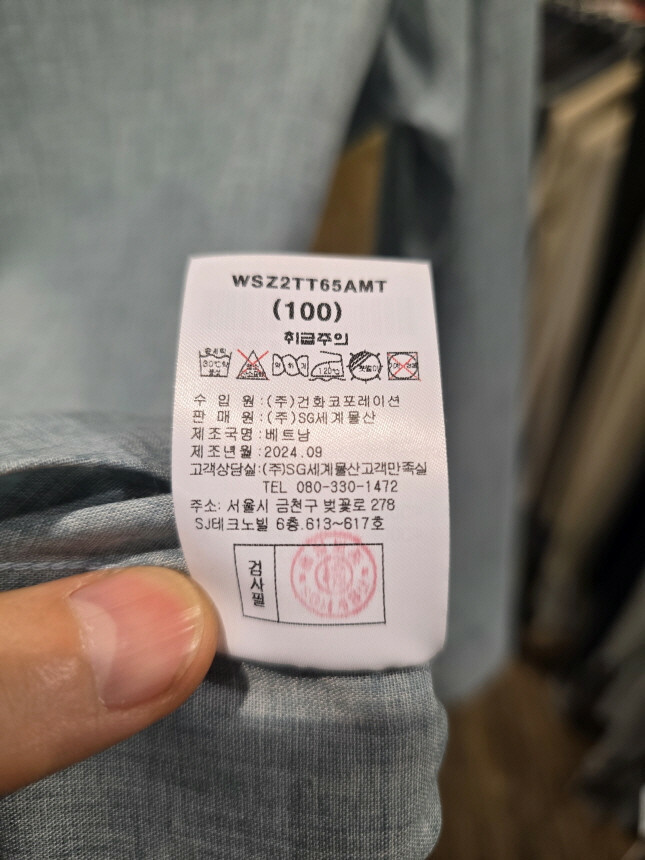 WSZ2TT65AMT
(100)
취급주의
30℃
120℃
수 입 원:(주)건화코포레이션
판 매 원:(주)SG세계물산
제조국명:베트남
제조년월:2024.09
고객상담실:(주)SG세계물산고객만족실
TEL 080-330-1472
주소: 서울시 금천구 벚꽃로 278
SJ테크노빌 6층.613~617호
검사필